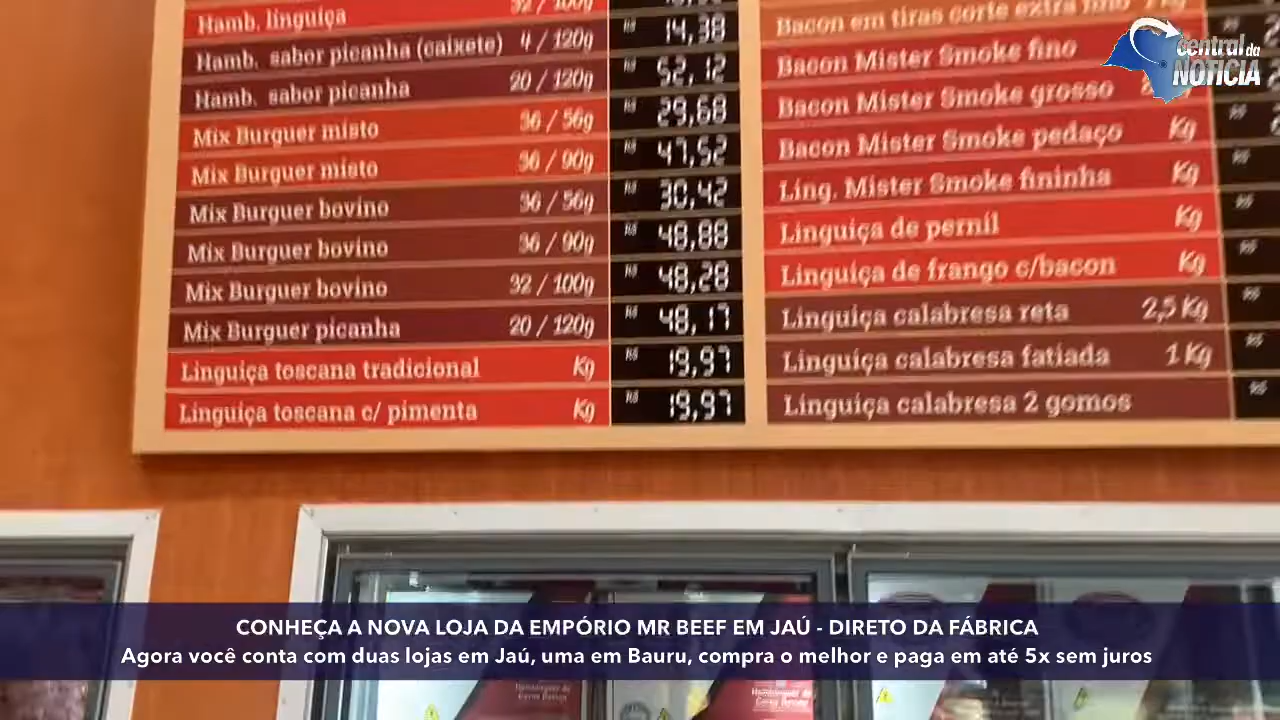 Hamb. linguiça 32 / 100g
R$ 14,38
Hamb. sabor picanha (caixete) 4 / 120g
R$ 52,12
Hamb. sabor picanha 20 / 120g
R$ 29,68
Mix Burguer misto 36 / 56g
R$ 47,52
Mix Burguer misto 36 / 90g
R$ 30,42
Mix Burguer bovino 36 / 56g
R$ 48,88
Mix Burguer bovino 36 / 90g
R$ 48,28
Mix Burguer bovino 32 / 100g
R$ 48,17
Mix Burguer picanha 20 / 120g
R$ 19,97
Linguiça toscana tradicional Kg
R$ 19,97
Linguiça toscana c/ pimenta Kg
Bacon em tiras corte extra fino
Bacon Mister Smoke fino
Bacon Mister Smoke grosso
Bacon Mister Smoke pedaço Kg
Ling. Mister Smoke fininha Kg
Linguiça de pernil Kg
Linguiça de frango c/bacon Kg
Linguiça calabresa reta 2,5 Kg
Linguiça calabresa fatiada 1 Kg
Linguiça calabresa 2 gomos
central da
NOTÍCIA
CONHEÇA A NOVA LOJA DA EMPÓRIO MR BEEF EM JAÚ - DIRETO DA FÁBRICA
Agora você conta com duas lojas em Jaú, uma em Bauru, compra o melhor e paga em até 5x sem juros